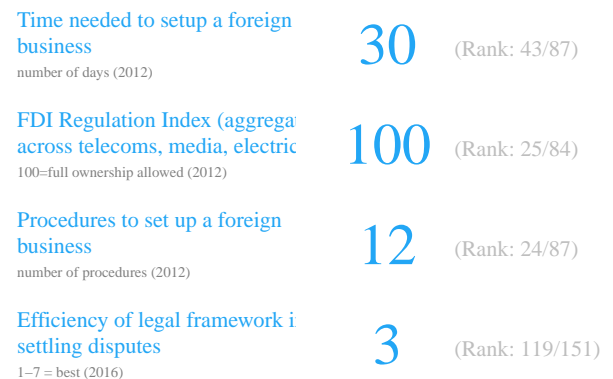 Time needed to setup a foreign
business
number of days (2012)
30
(Rank: 43/87)
FDI Regulation Index
across telecoms, media,
100=full ownership allowed (2012)
100
(Rank: 25/84)
Procedures to set up a foreign
business
number of procedures (2012)
12
(Rank: 24/87)
Efficiency of legal framework
settling disputes
1–7 = best (2016)
3
(Rank: 119/151)